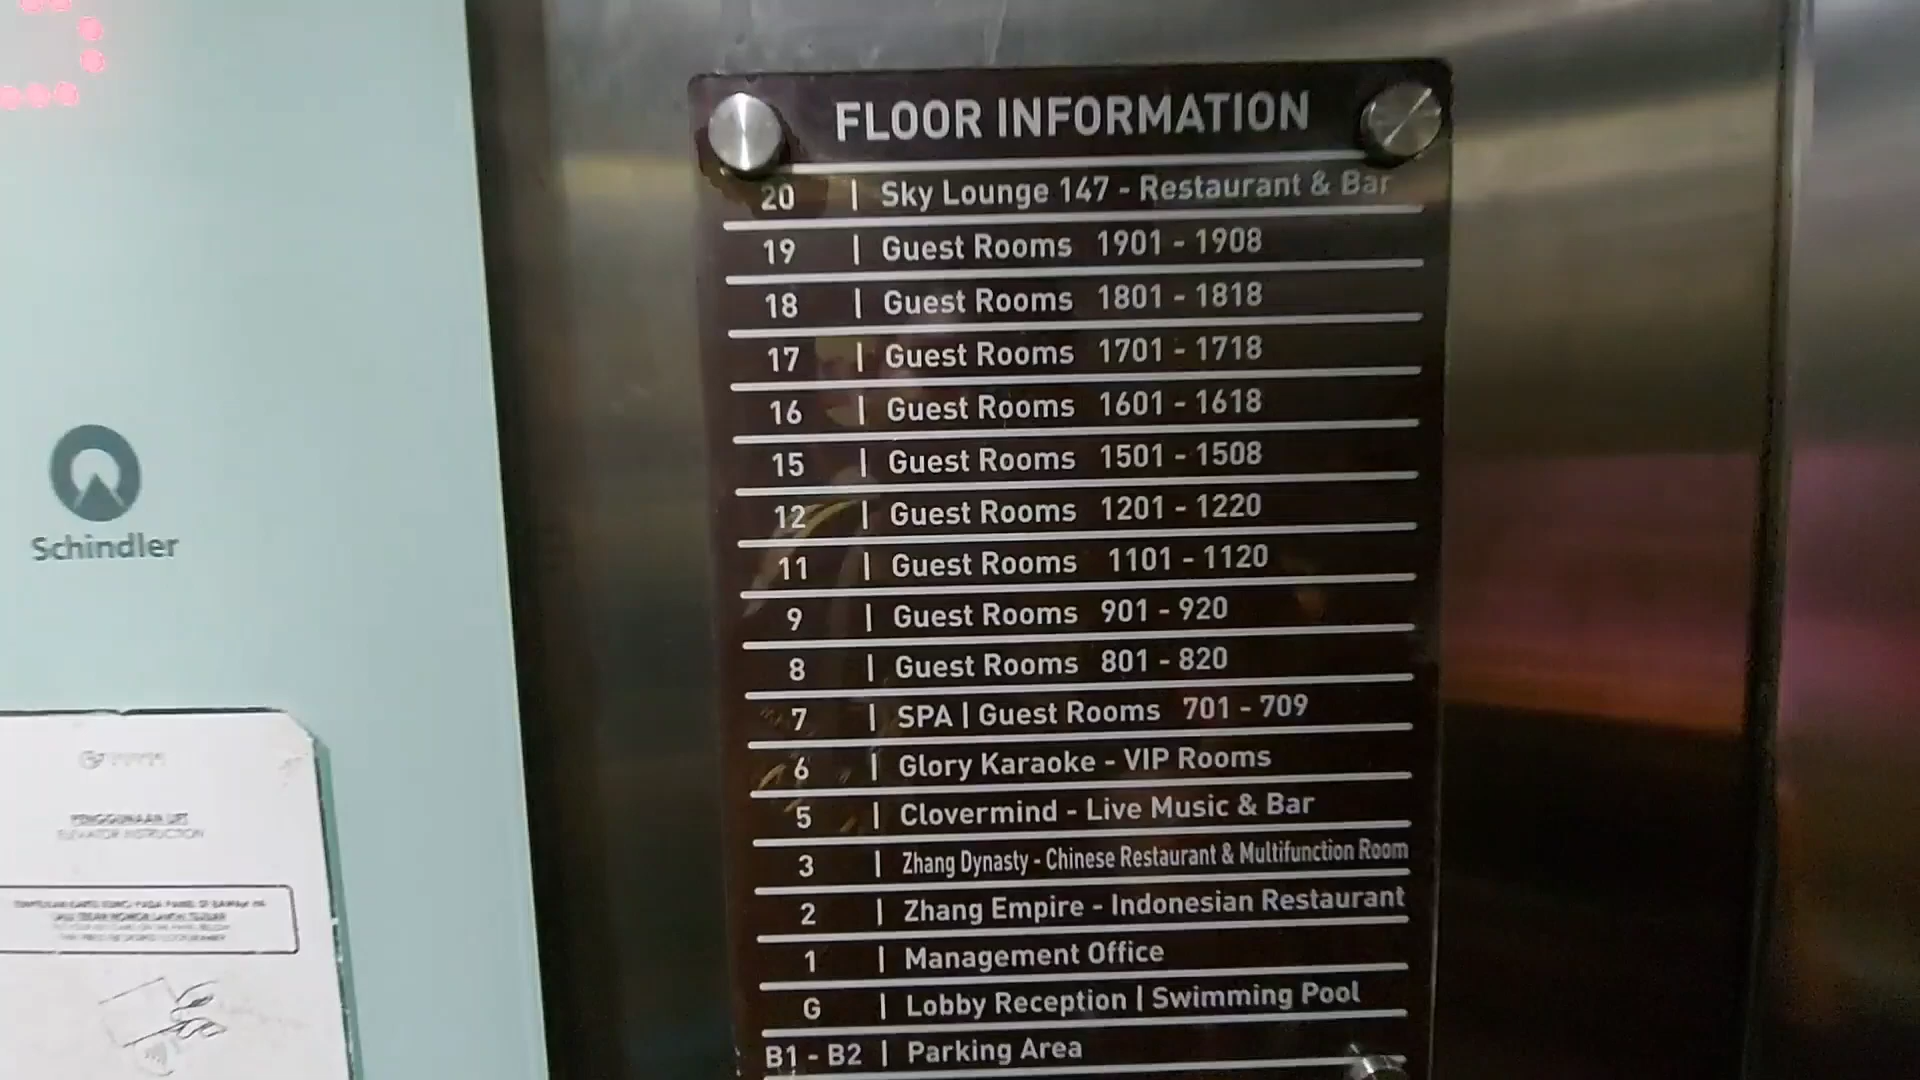 FLOOR INFORMATION
20 | Sky Lounge 147 - Restaurant & Bar
19 | Guest Rooms 1901 - 1908
18 | Guest Rooms 1801 - 1818
17 | Guest Rooms 1701 - 1718
16 | Guest Rooms 1601 - 1618
15 | Guest Rooms 1501 - 1508
12 | Guest Rooms 1201 - 1220
11 | Guest Rooms 1101 - 1120
9 | Guest Rooms 901 - 920
8 | Guest Rooms 801 - 820
7 | SPA | Guest Rooms 701 - 709
6 | Glory Karaoke - VIP Rooms
5 | Clovermind - Live Music & Bar
3 | Zhang Dynasty - Chinese Restaurant & Multifunction Room
2 | Zhang Empire - Indonesian Restaurant
1 | Management Office
G | Lobby Reception | Swimming Pool
B1 - B2 | Parking Area
Schindler
PENGGUNAAN LIFT
ELEVATOR INSTRUCTION